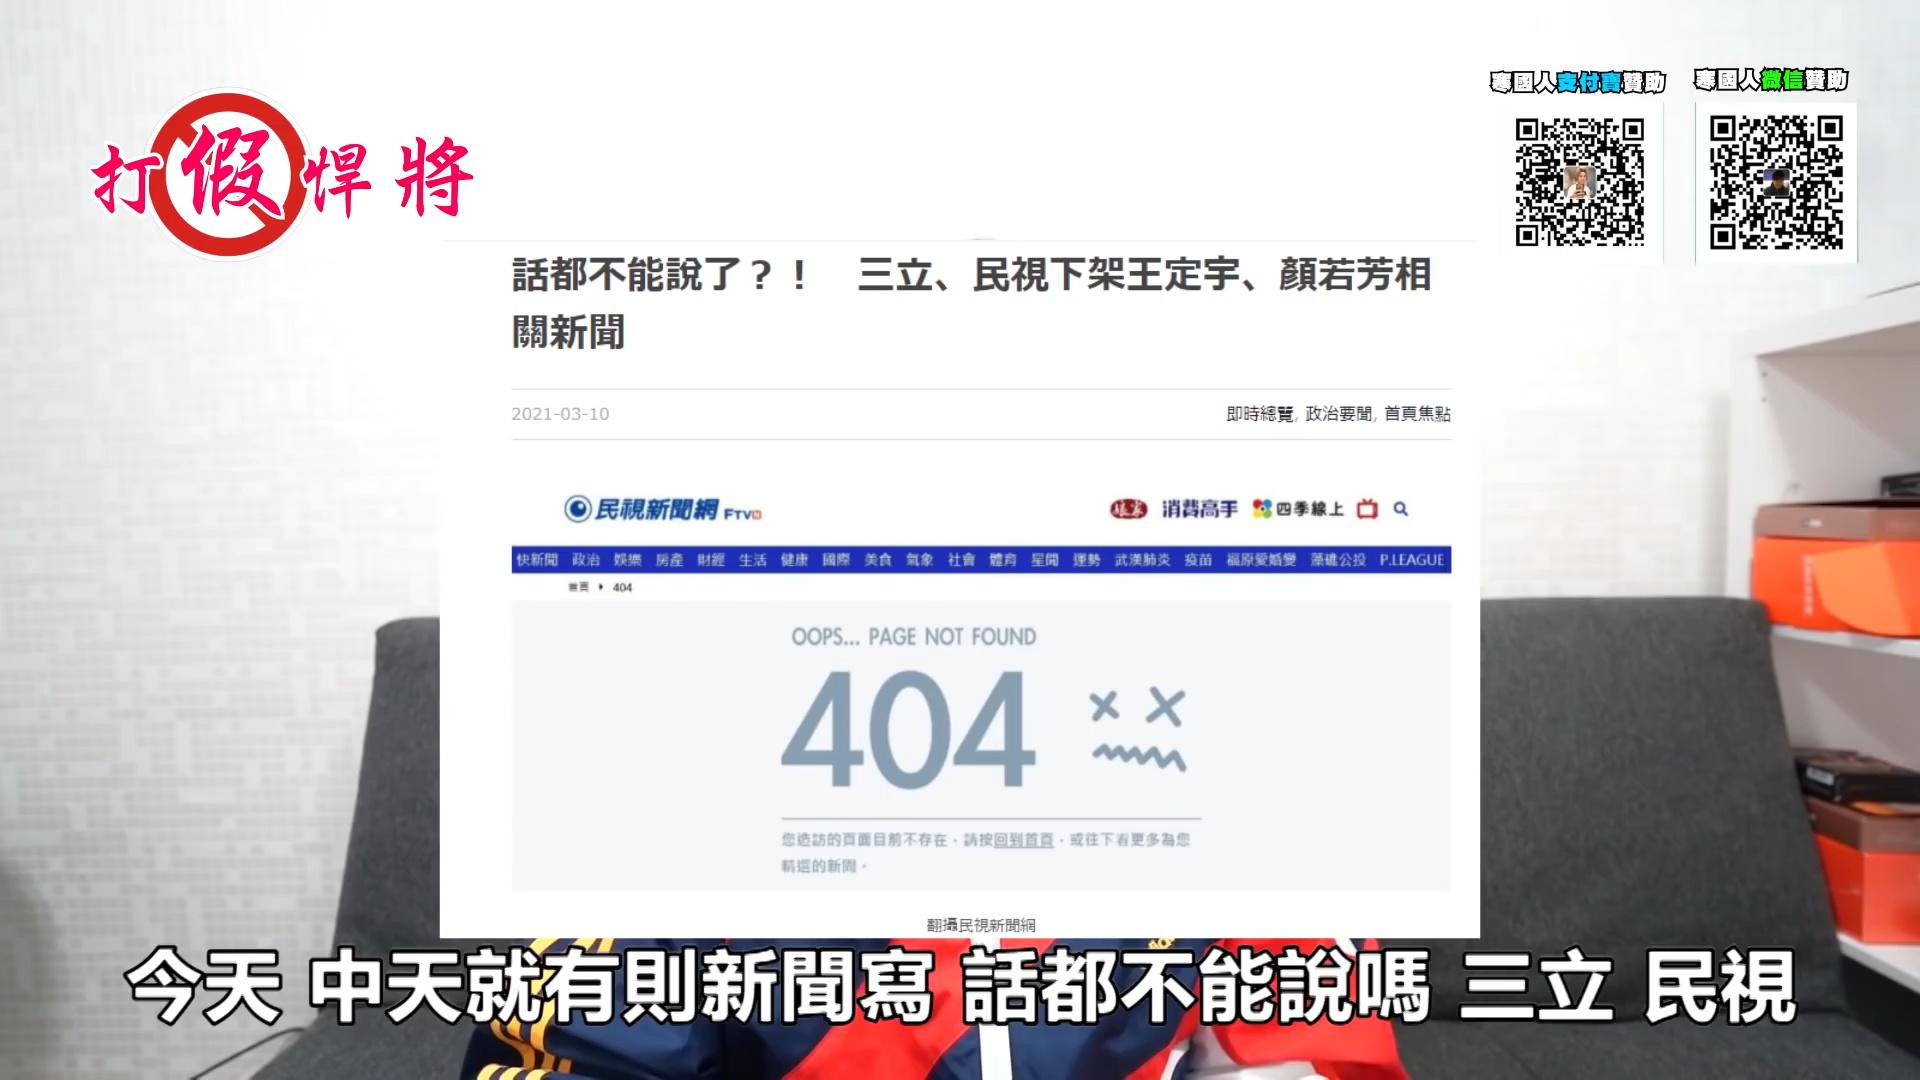 寒國人支付寶贊助
寒國人微信贊助
打假悍將
話都不能說了？！ 三立、民視下架王定宇、顏若芳相
關新聞
2021-03-10
即時總覽, 政治要聞, 首頁焦點
民視新聞網 FTVN
娘家 消費高手 四季線上
快新聞 政治 娛樂 房產 財經 生活 健康 國際 美食 氣象 社會 體育 星聞 運勢 武漢肺炎 疫苗 福原愛婚變 藻礁公投 P.LEAGUE
首頁 404
OOPS... PAGE NOT FOUND
404
您造訪的頁面目前不存在，請按回到首頁，或往下看更多為您
精選的新聞。
翻攝民視新聞網
今天 中天就有則新聞寫 話都不能說嗎 三立 民視